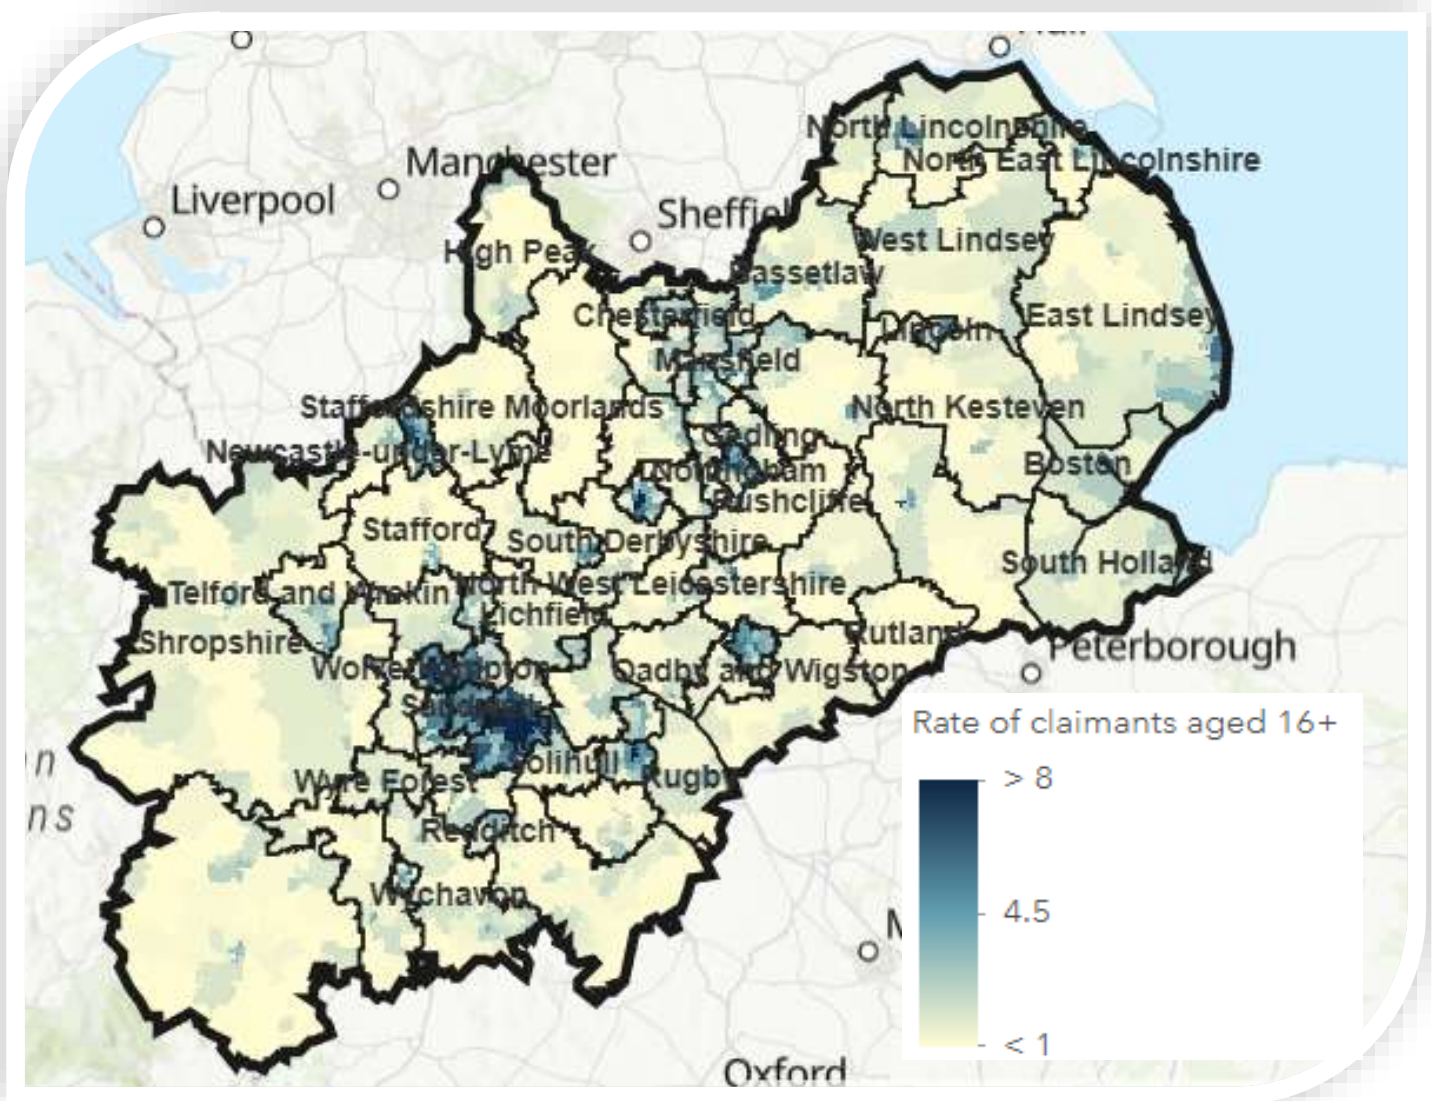 North Lincolnshire
Manchester
North East Lincolnshire
Liverpool
Sheffiel
West Lindsey
High Peak
Bassetlaw
Chesterfield
East Lindsey
Lincoln
Mansfield
Staffordshire Moorlands
North Kesteven
Gedling
Newcastle-under-Lyme
Boston
Nottingham
Rushcliffe
Stafford
South Derbyshire
South Holland
North West Leicestershire
Telford and Wrekin
Lichfield
Rutland
Shropshire
Peterborough
Wolverhampton
Oadby and Wigston
Sandwell
Rate of claimants aged 16+
n
Solihull
Wyre Forest
Rugby
> 8
ns
Redditch
Wychavon
4.5
M
< 1
Oxford